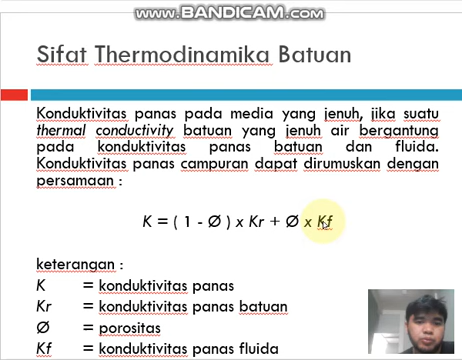 www.BANDICAM.com
Sifat Thermodinamika Batuan
Konduktivitas panas pada media yang jenuh, jika suatu
thermal conductivity batuan yang jenuh air bergantung
pada konduktivitas panas batuan dan fluida.
Konduktivitas panas campuran dapat dirumuskan dengan
persamaan :
K = ( 1 - Ø ) x Kr + Ø x Kf
keterangan :
K = konduktivitas panas
Kr = konduktivitas panas batuan
Ø = porositas
Kf = konduktivitas panas fluida